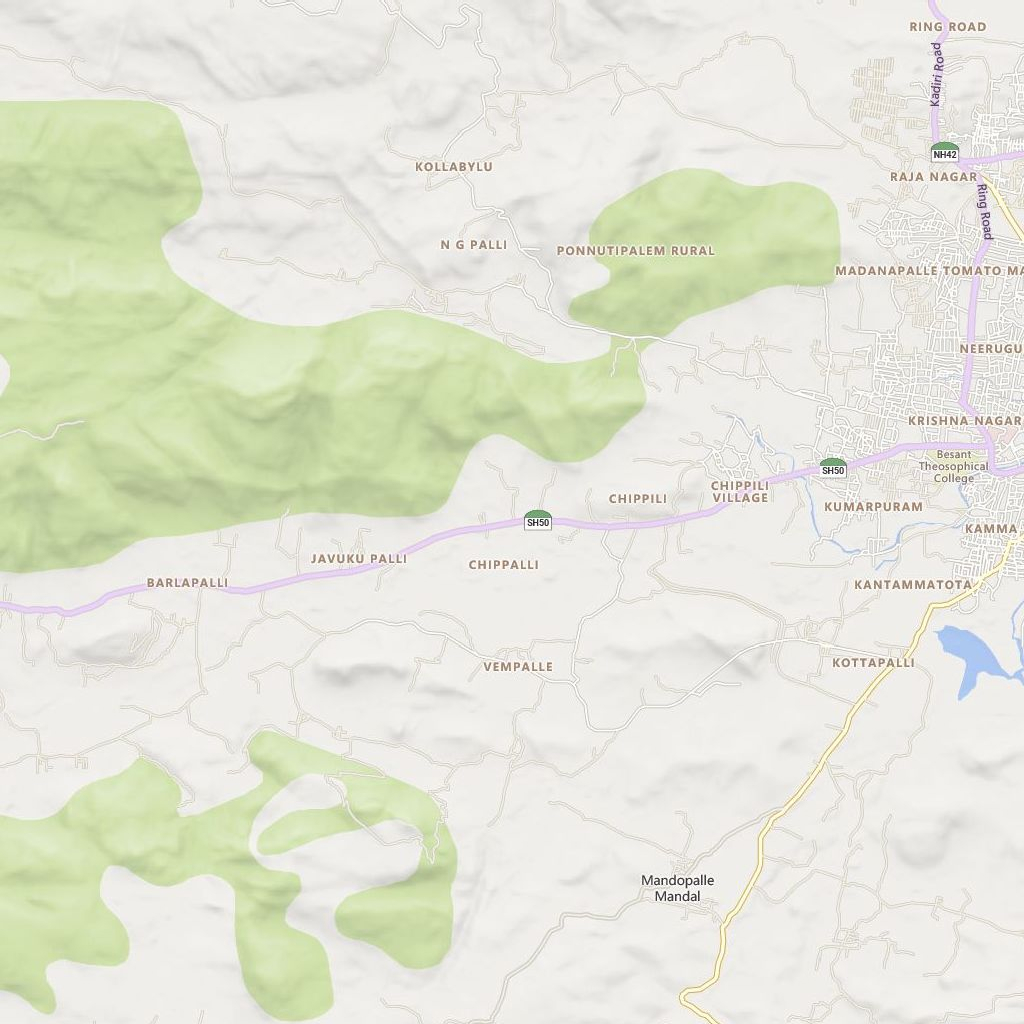 RING ROAD
Kadiri Road
NH42
KOLLABYLU
RAJA NAGAR
Ring Road
N G PALLI
PONNUTIPALEM RURAL
MADANAPALLE TOMATO MA
NEERUGU
KRISHNA NAGAR
Besant
Theosophical
College
SH50
CHIPPILI
VILLAGE
CHIPPILI
KUMARPURAM
SH50
KAMMA
JAVUKU PALLI
CHIPPALLI
BARLAPALLI
KANTAMMATOTA
VEMPALLE
KOTTAPALLI
Mandopalle
Mandal